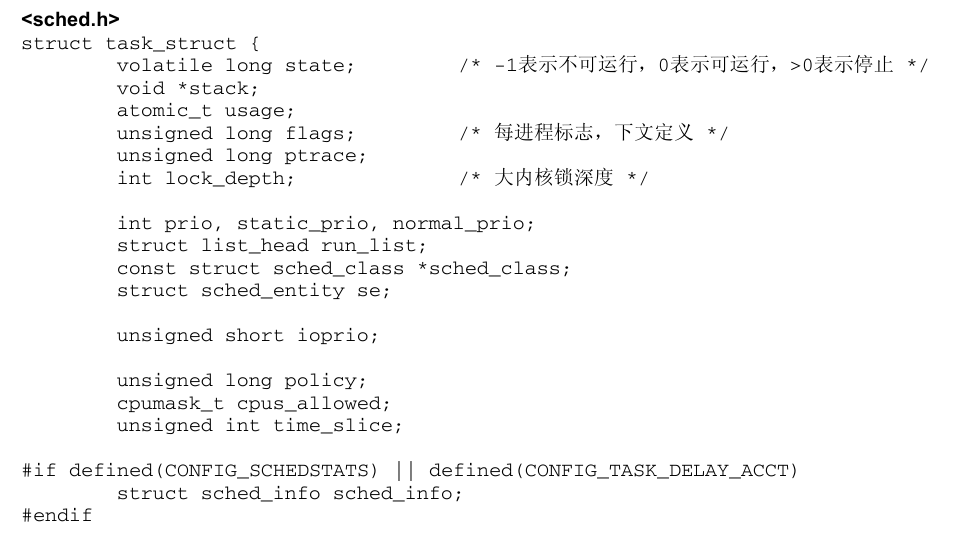 <sched.h>
struct task_struct {
volatile long state; /* -1表示不可运行，0表示可运行，>0表示停止 */
void *stack;
atomic_t usage;
unsigned long flags; /* 每进程标志，下文定义 */
unsigned long ptrace;
int lock_depth; /* 大内核锁深度 */
int prio, static_prio, normal_prio;
struct list_head run_list;
const struct sched_class *sched_class;
struct sched_entity se;
unsigned short ioprio;
unsigned long policy;
cpumask_t cpus_allowed;
unsigned int time_slice;
#if defined(CONFIG_SCHEDSTATS) || defined(CONFIG_TASK_DELAY_ACCT)
struct sched_info sched_info;
#endif